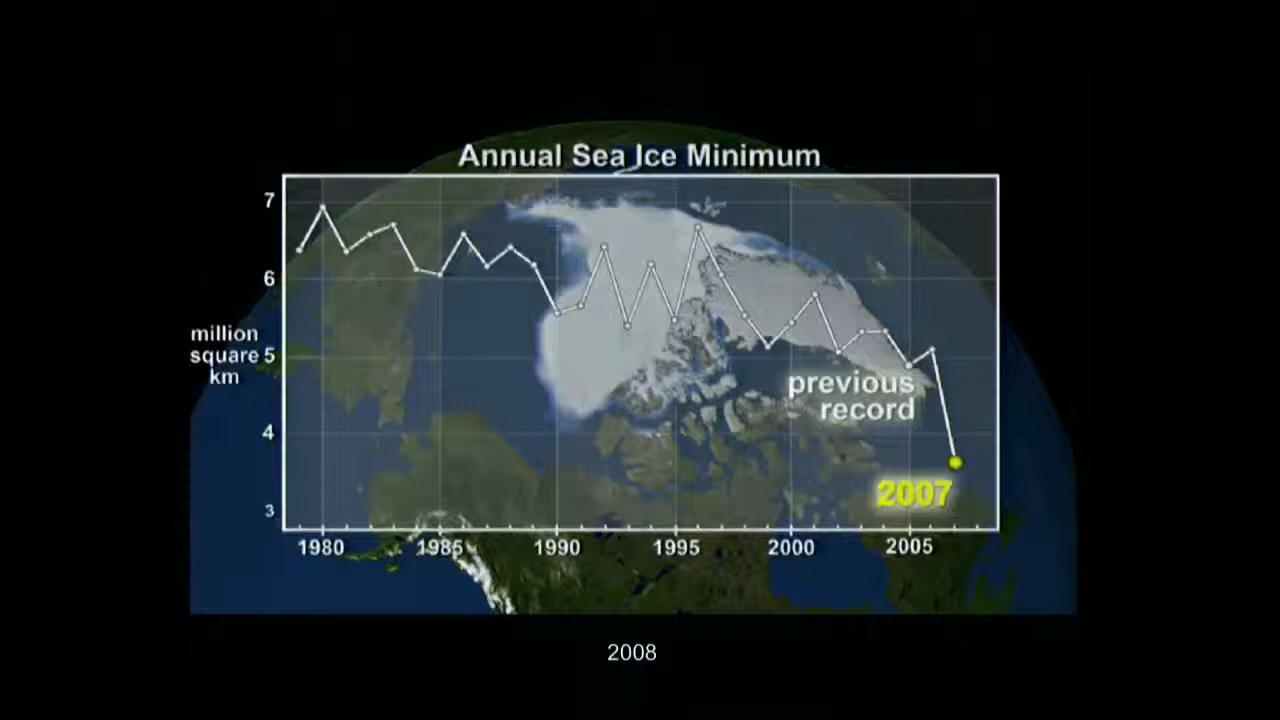 Annual Sea Ice Minimum
7
6
million
square 5
km
4
3
previous
record
2007
1980 1985 1990 1995 2000 2005
2008